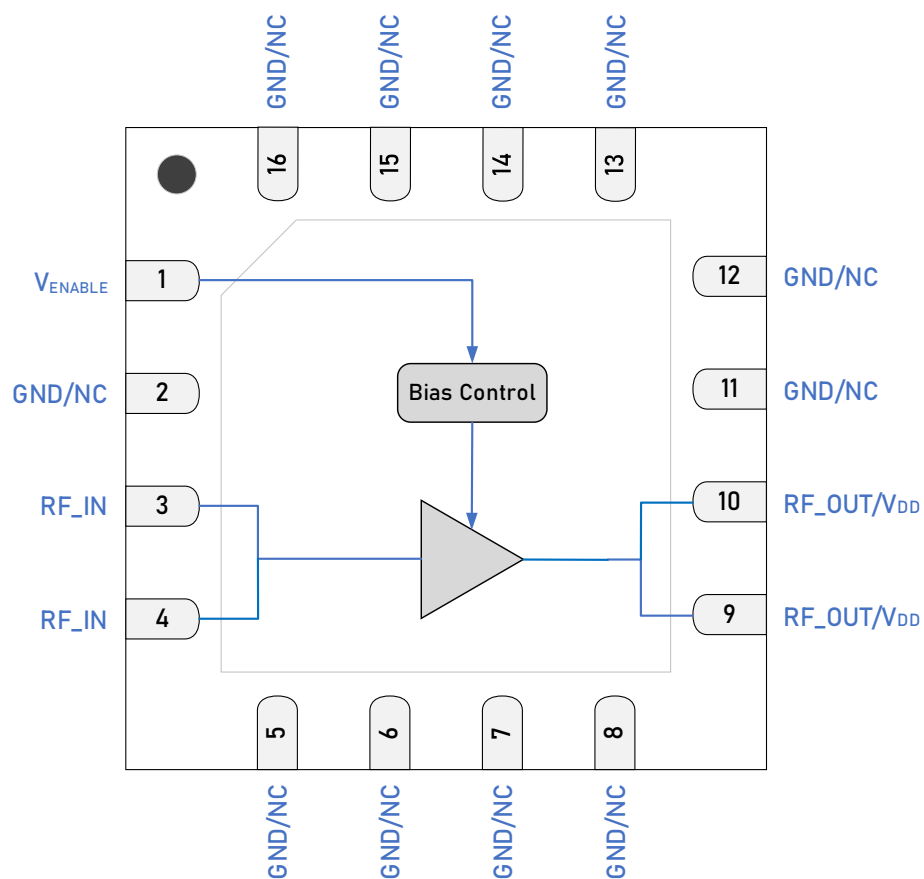 GND/NC
GND/NC
GND/NC
GND/NC
16
15
14
13
VENABLE
1
12
GND/NC
GND/NC
2
Bias Control
11
GND/NC
RF_IN
3
10
RF_OUT/VDD
RF_IN
4
9
RF_OUT/VDD
5
6
7
8
GND/NC
GND/NC
GND/NC
GND/NC